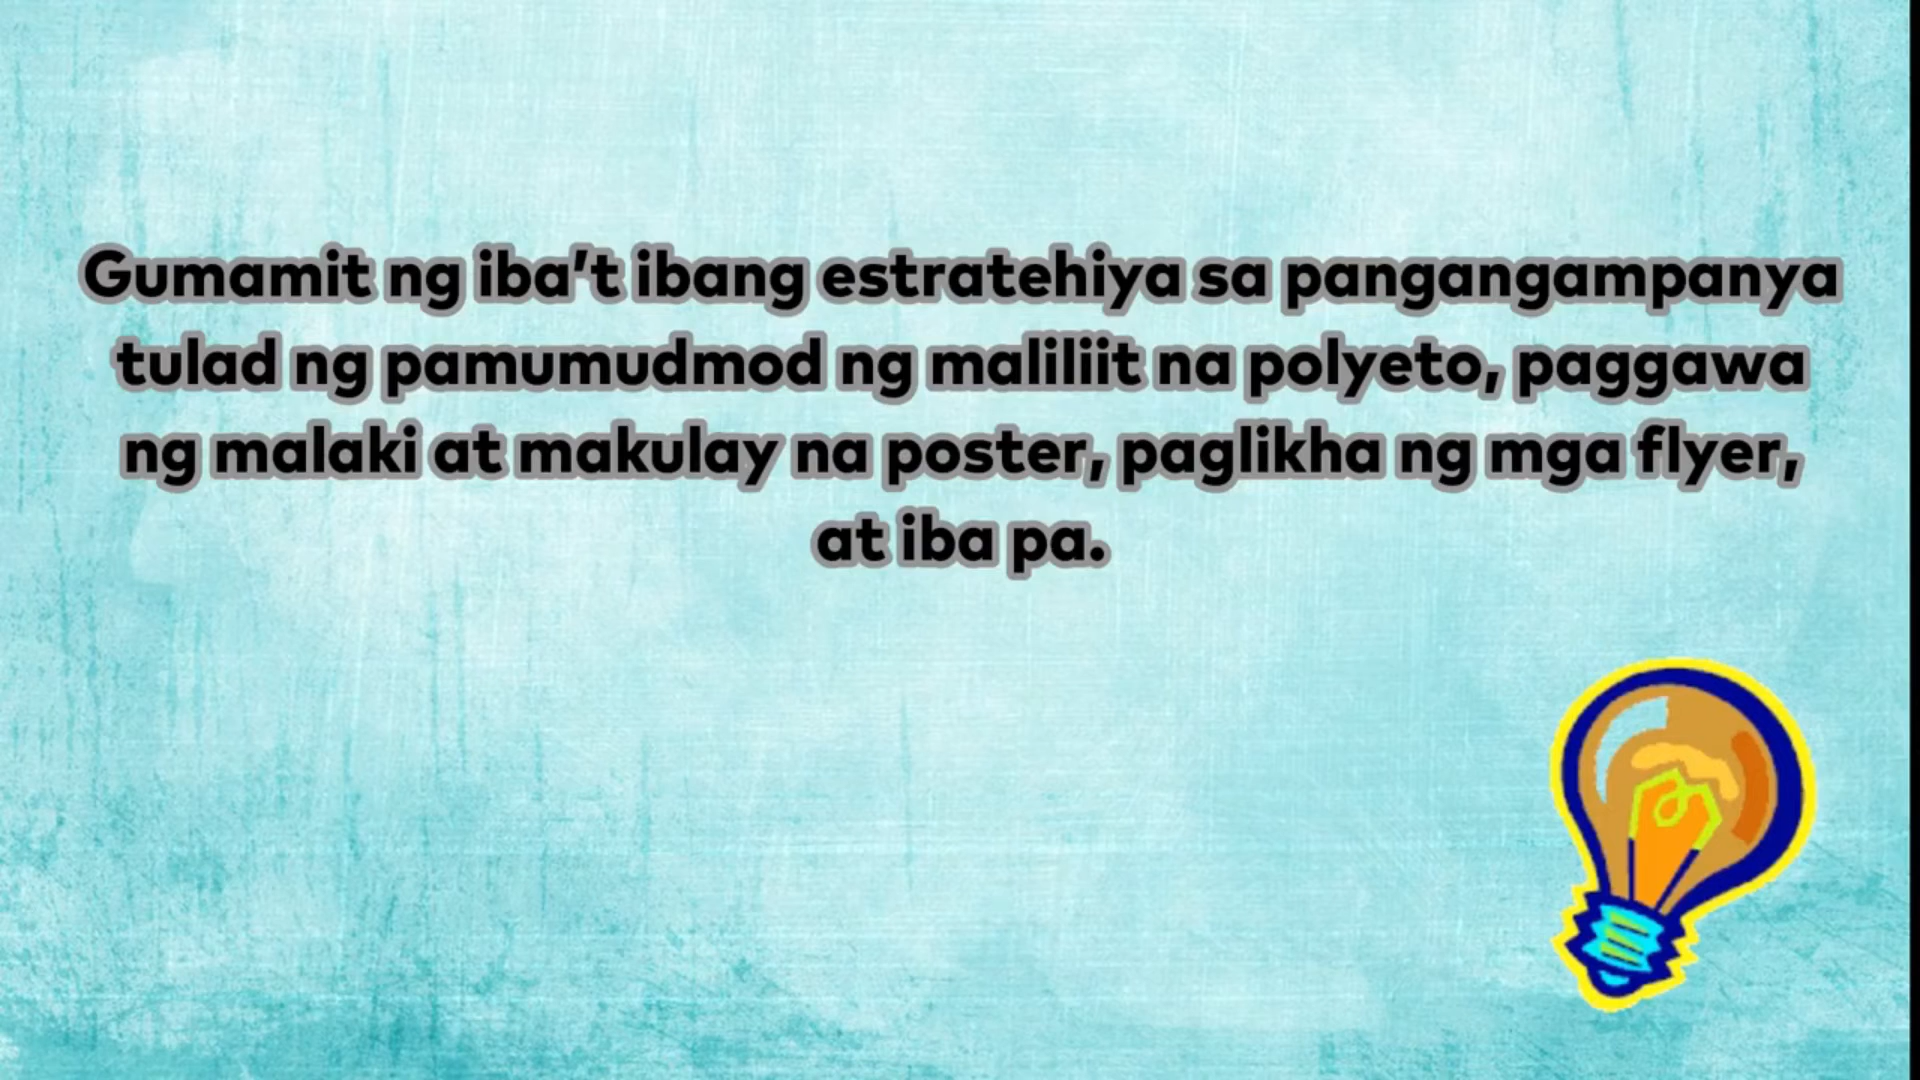 Gumamit ng iba't ibang estratehiya sa pangangampanya
tulad ng pamumudmod ng maliliit na polyeto, paggawa
ng malaki at makulay na poster, paglikha ng mga flyer,
at iba pa.